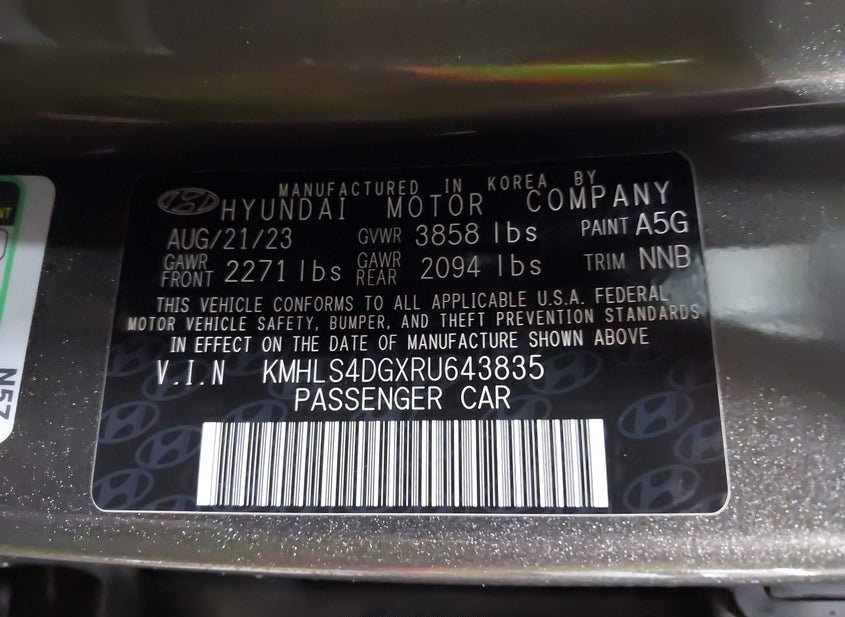 MANUFACTURED IN KOREA BY
HYUNDAI MOTOR COMPANY
AUG/21/23 GVWR 3858 lbs PAINT A5G
GAWR FRONT 2271 lbs GAWR REAR 2094 lbs TRIM NNB
THIS VEHICLE CONFORMS TO ALL APPLICABLE U.S.A. FEDERAL
MOTOR VEHICLE SAFETY, BUMPER, AND THEFT PREVENTION STANDARDS
IN EFFECT ON THE DATE OF MANUFACTURE SHOWN ABOVE
V.I.N KMHLS4DGXRU643835
PASSENGER CAR
N57